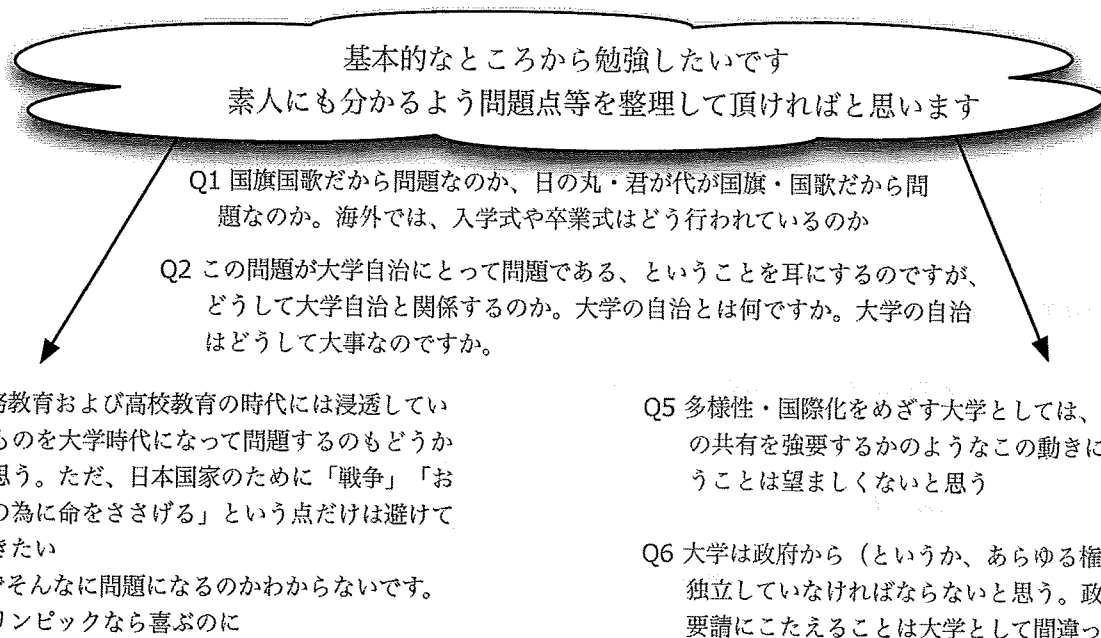 基本的なところから勉強したいです
素人にも分かるよう問題点等を整理して頂ければと思います
Q1 国旗国歌だから問題なのか、日の丸・君が代が国旗・国歌だから問
題なのか。海外では、入学式や卒業式はどう行われているのか
Q2 この問題が大学自治にとって問題である、ということを耳にするのですが、
どうして大学自治と関係するのか。大学の自治とは何ですか。大学の自治
はどうして大事なのですか。
教育および高校教育の時代には浸透してい
ものを大学時代になって問題するのもどうか
思う。ただ、日本国家のために「戦争」「お
の為に命をささげる」という点だけは避けて
きたい
でそんなに問題になるのかわからないです。
リンピックなら喜ぶのに
Q5 多様性・国際化をめざす大学としては、
の共有を強要するかのようなこの動きに
うことは望ましくないと思う
Q6 大学は政府から（というか、あらゆる権
独立していなければならないと思う。政
要請にこたえることは大学として間違っ